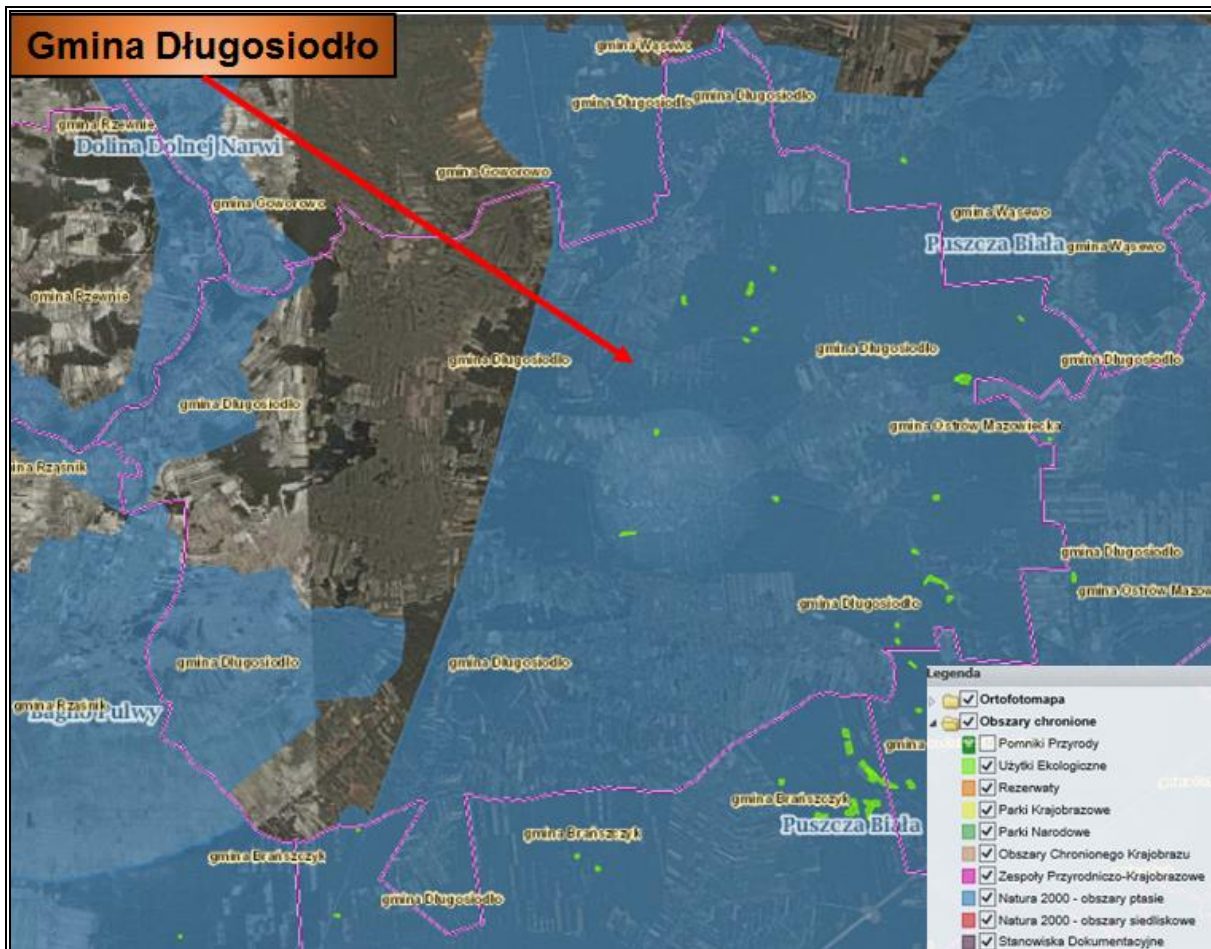 Gmina Długosiodło
gmina Wąsewo
gmina Długosiodło
gmina Długosiodło
gmina Rzewnie
Dolina Dolnej Narwi
gmina Goworowo
gmina Goworowo
gmina Wąsewo
Puszcza Biała
gmina Wąsewo
gmina Rzewnie
gmina Długosiodło
gmina Długosiodło
gmina Długosiodło
gmina Długosiodło
gmina Ostrów Mazowiecka
ina Rząśnik
gmina Długosiodło
gmina Ostrów Mazow
gmina Długosiodło
gmina Długosiodło
gmina Długosiodło
gmina Rząśnik
Bagno Pulwy
gmina
gmina Brańszczyk
Puszcza Biała
gmina Brańszczyk
gmina Brańszczyk
gmina Długosiodło
Legenda
Ortofotomapa
Obszary chronione
Pomniki Przyrody
Użytki Ekologiczne
Rezerwaty
Parki Krajobrazowe
Parki Narodowe
Obszary Chronionego Krajobrazu
Zespoły Przyrodniczo-Krajobrazowe
Natura 2000 - obszary ptasie
Natura 2000 - obszary siedliskowe
Stanowiska Dokumentacyjne